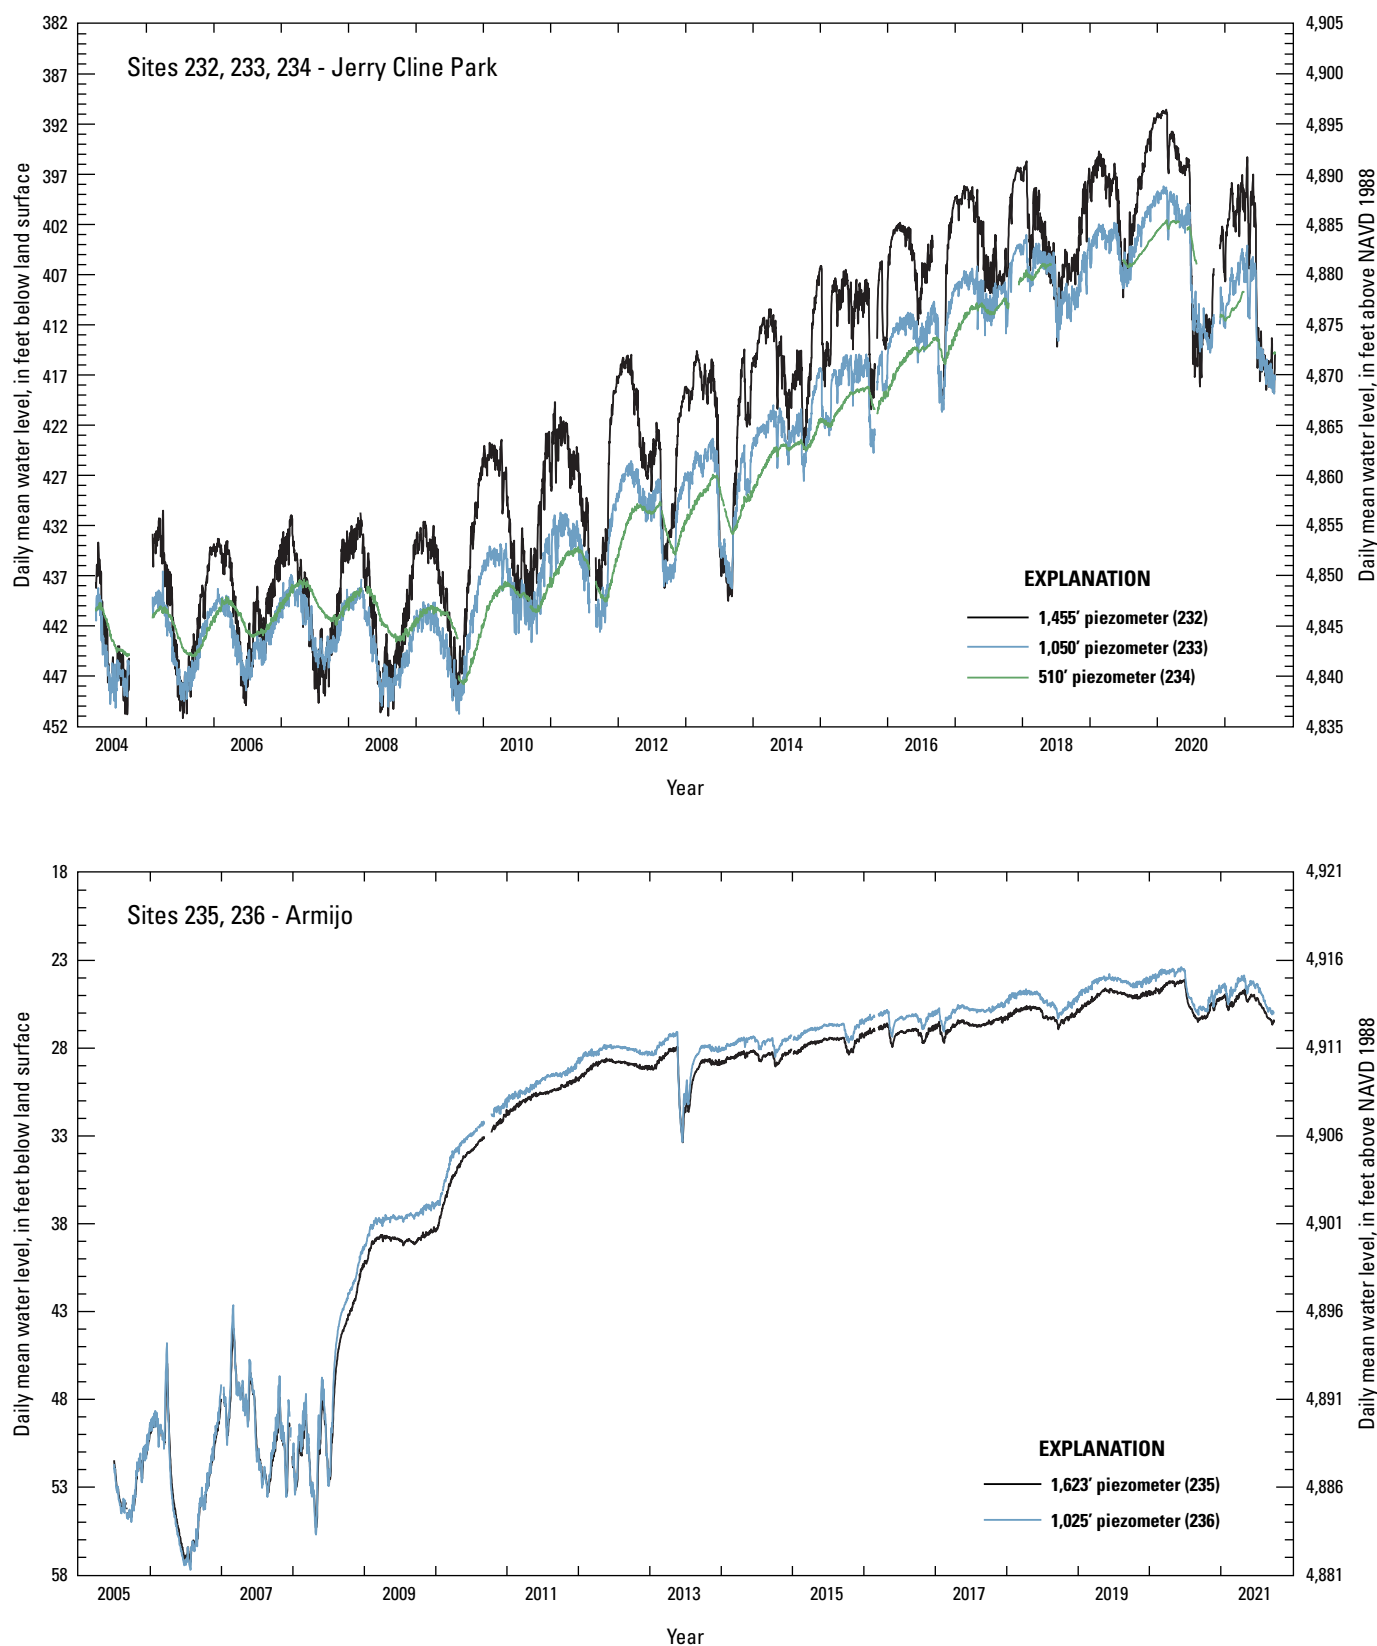 Sites 232, 233, 234 - Jerry Cline Park
Daily mean water level, in feet below land surface
382
387
392
397
402
407
412
417
422
427
432
437
442
447
452
4,905
4,900
4,895
4,890
4,885
4,880
4,875
4,870
4,865
4,860
4,855
4,850
4,845
4,840
4,835
Daily mean water level, in feet above NAVD 1988
EXPLANATION
1,455′ piezometer (232)
1,050′ piezometer (233)
510′ piezometer (234)
2004 2006 2008 2010 2012 2014 2016 2018 2020
Year
Sites 235, 236 - Armijo
Daily mean water level, in feet below land surface
18
23
28
33
38
43
48
53
58
4,921
4,916
4,911
4,906
4,901
4,896
4,891
4,886
4,881
Daily mean water level, in feet above NAVD 1988
EXPLANATION
1,623′ piezometer (235)
1,025′ piezometer (236)
2005 2007 2009 2011 2013 2015 2017 2019 2021
Year